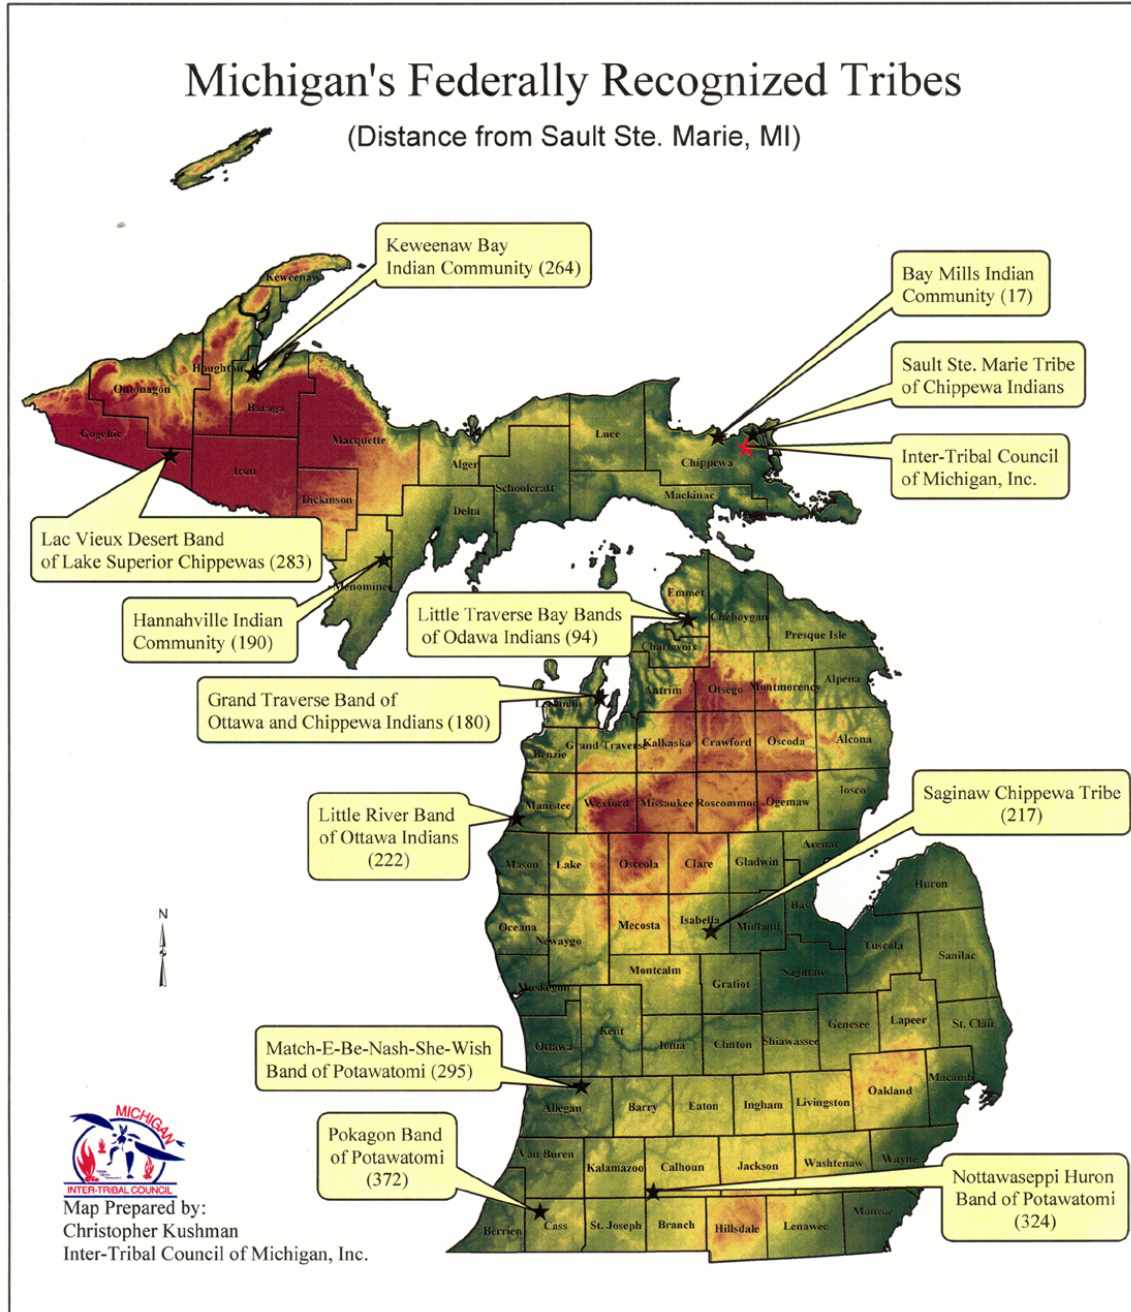 Michigan's Federally Recognized Tribes
(Distance from Sault Ste. Marie, MI)
Keweenaw Bay
Indian Community (264)
Bay Mills Indian
Community (17)
Sault Ste. Marie Tribe
of Chippewa Indians
Inter-Tribal Council
of Michigan, Inc.
Keweenaw
Houghton
Ontonagon
Baraga
Gogebic
Marquette
Iron
Dickinson
Alger
Luce
Chippewa
Schoolcraft
Mackinac
Delta
Menominee
Lac Vieux Desert Band
of Lake Superior Chippewas (283)
Hannahville Indian
Community (190)
Little Traverse Bay Bands
of Odawa Indians (94)
Grand Traverse Band of
Ottawa and Chippewa Indians (180)
Emmet
Cheboygan
Presque Isle
Charlevoix
Antrim
Otsego
Montmorency
Alpena
Benzie
Grand Traverse
Kalkaska
Crawford
Oscoda
Alcona
Manistee
Wexford
Missaukee
Roscommon
Ogemaw
Iosco
Little River Band
of Ottawa Indians
(222)
Saginaw Chippewa Tribe
(217)
Mason
Lake
Osceola
Clare
Gladwin
Arenac
Huron
Oceana
Newaygo
Mecosta
Isabella
Midland
Bay
Tuscola
Sanilac
N
Muskegon
Montcalm
Gratiot
Saginaw
Ottawa
Kent
Ionia
Clinton
Shiawassee
Genesee
Lapeer
St. Clair
Match-E-Be-Nash-She-Wish
Band of Potawatomi (295)
Allegan
Barry
Eaton
Ingham
Livingston
Oakland
Macomb
Pokagon Band
of Potawatomi
(372)
Van Buren
Kalamazoo
Calhoun
Jackson
Washtenaw
Wayne
Nottawaseppi Huron
Band of Potawatomi
(324)
Berrien
Cass
St. Joseph
Branch
Hillsdale
Lenawee
Monroe
MICHIGAN
INTER-TRIBAL COUNCIL
Map Prepared by:
Christopher Kushman
Inter-Tribal Council of Michigan, Inc.